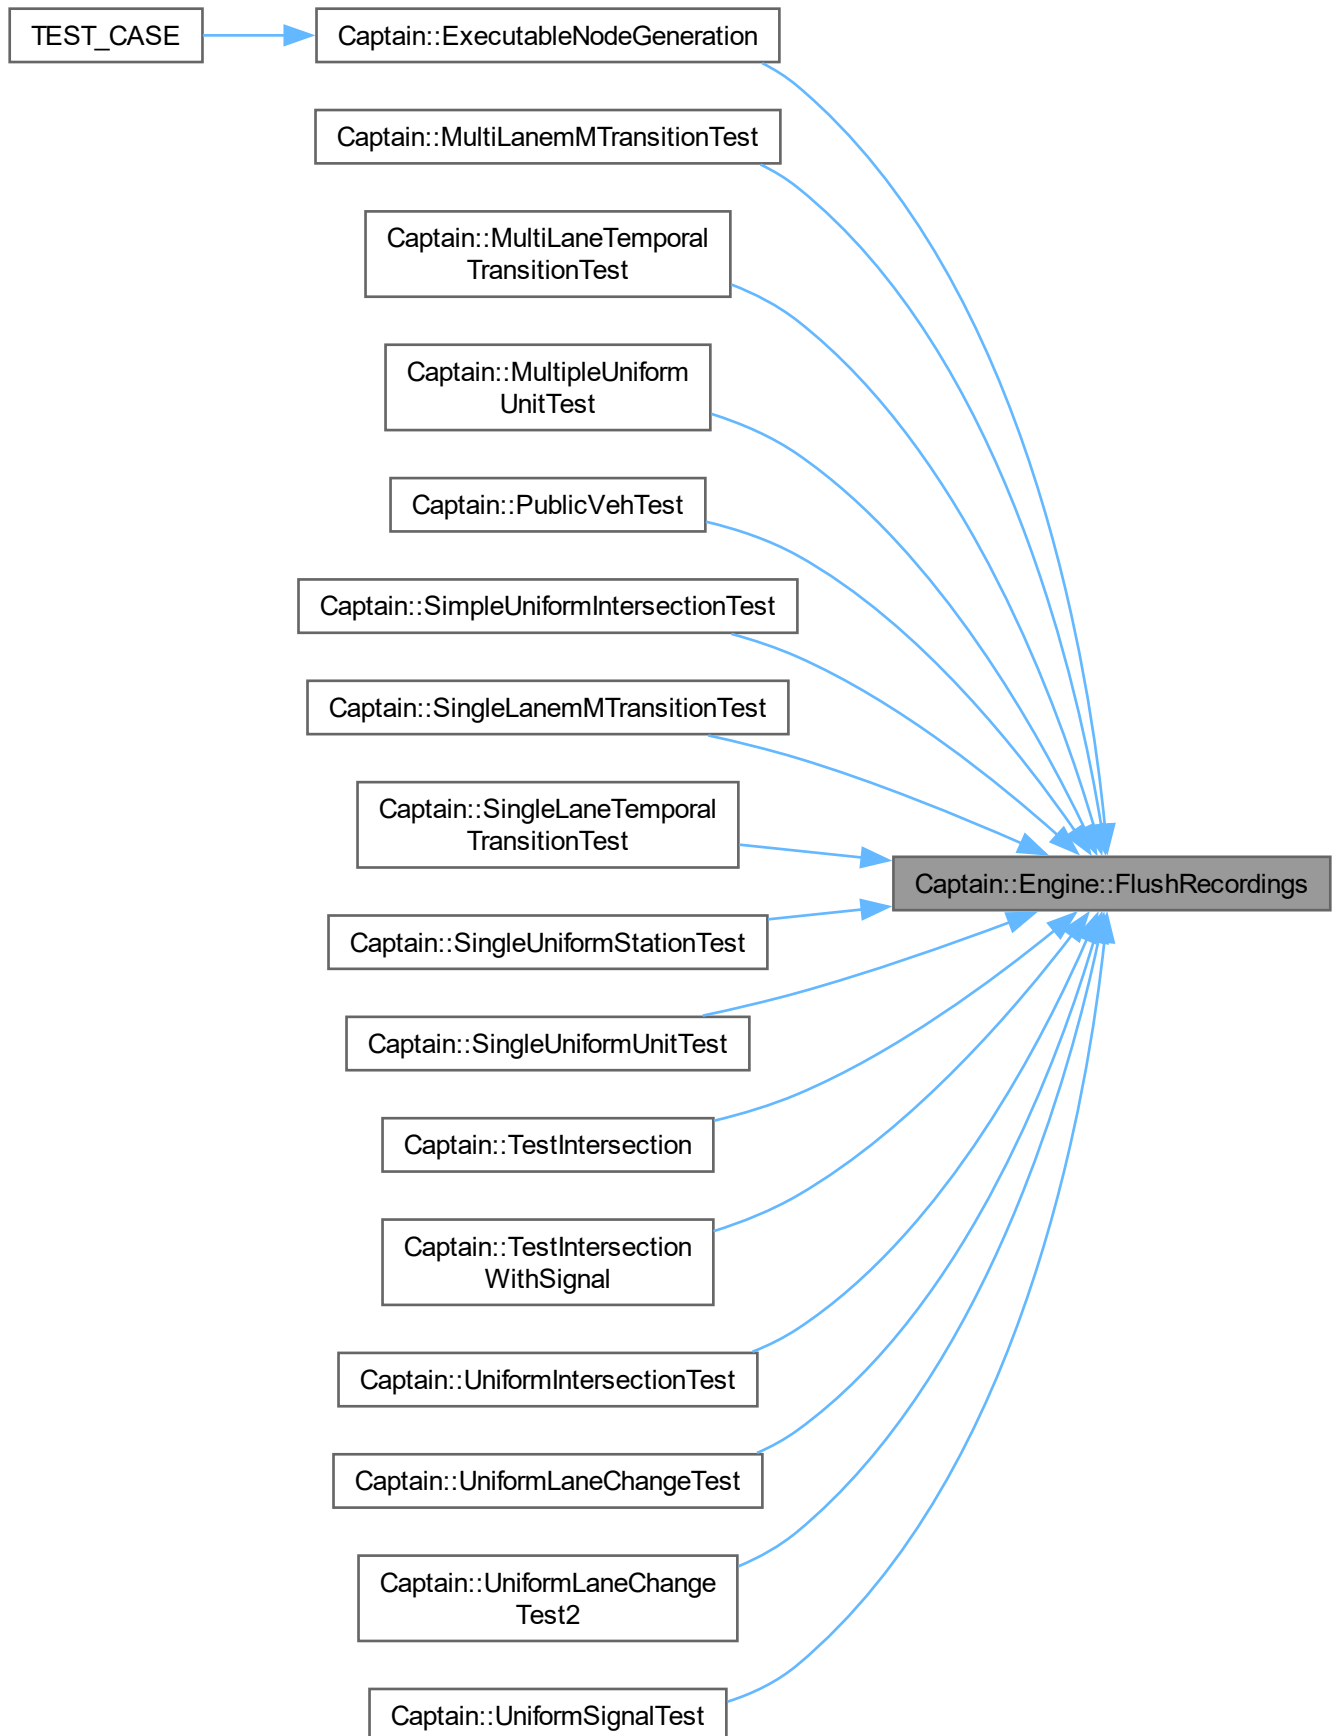 TEST_CASE
Captain::ExecutableNodeGeneration
Captain::MultiLanemMTransitionTest
Captain::MultiLaneTemporal
TransitionTest
Captain::MultipleUniform
UnitTest
Captain::PublicVehTest
Captain::SimpleUniformIntersectionTest
Captain::SingleLanemMTransitionTest
Captain::SingleLaneTemporal
TransitionTest
Captain::Engine::FlushRecordings
Captain::SingleUniformStationTest
Captain::SingleUniformUnitTest
Captain::TestIntersection
Captain::TestIntersection
WithSignal
Captain::UniformIntersectionTest
Captain::UniformLaneChangeTest
Captain::UniformLaneChange
Test2
Captain::UniformSignalTest